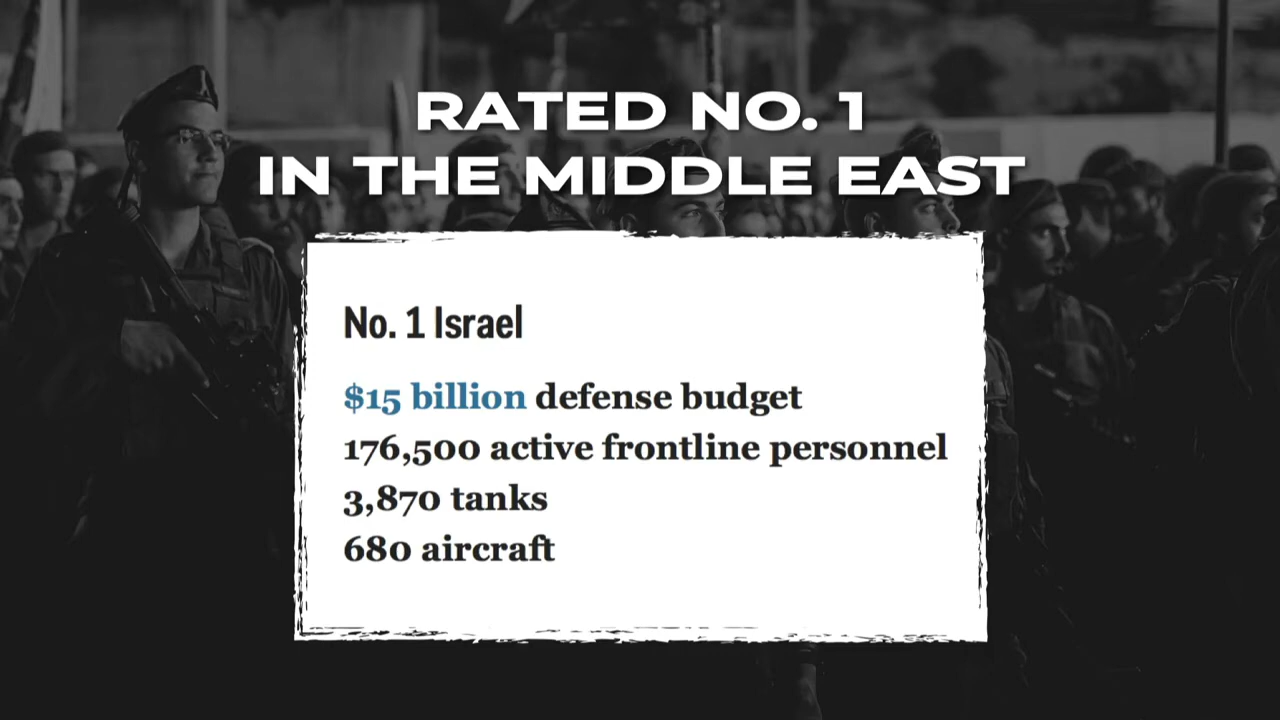 RATED NO. 1
IN THE MIDDLE EAST
No. 1 Israel
$15 billion defense budget
176,500 active frontline personnel
3,870 tanks
680 aircraft